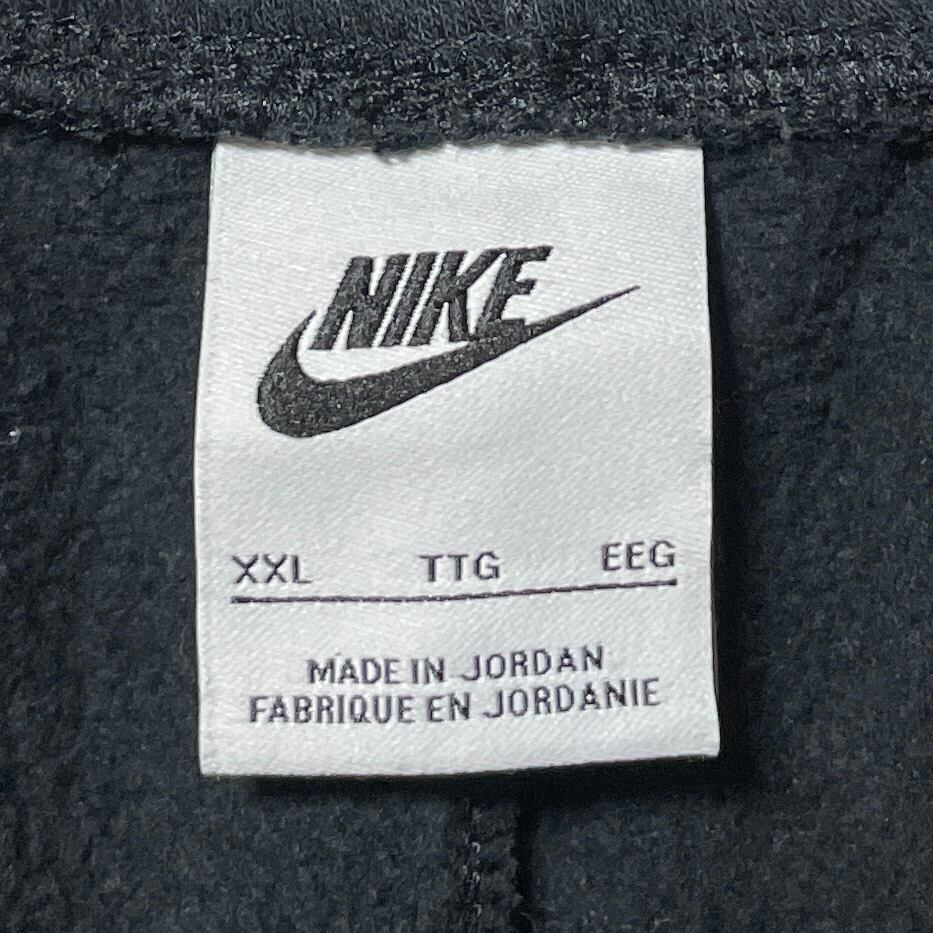 NIKE
XXL TTG EEG
MADE IN JORDAN
FABRIQUE EN JORDANIE